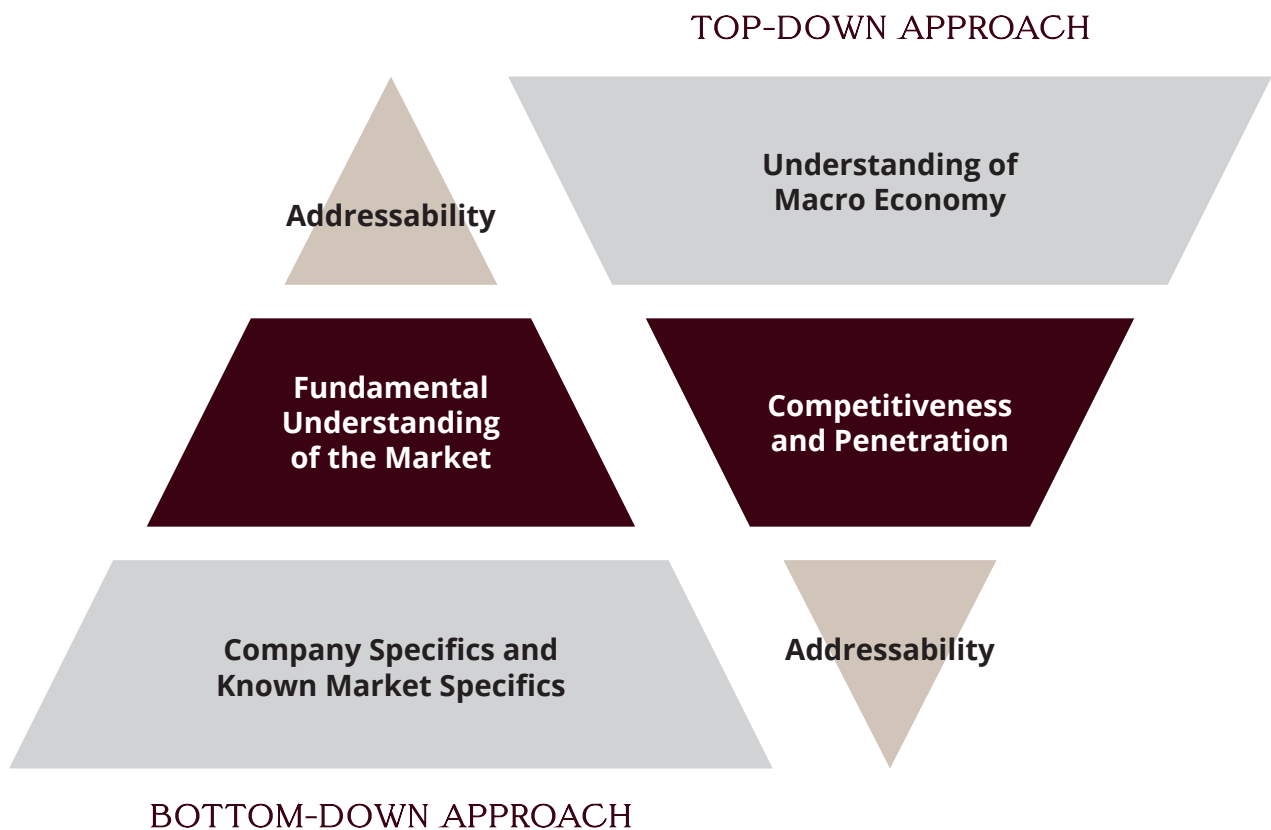 TOP-DOWN APPROACH
Understanding of
Macro Economy
Addressability
Fundamental
Understanding
of the Market
Competitiveness
and Penetration
Company Specifics and
Known Market Specifics
Addressability
BOTTOM-DOWN APPROACH